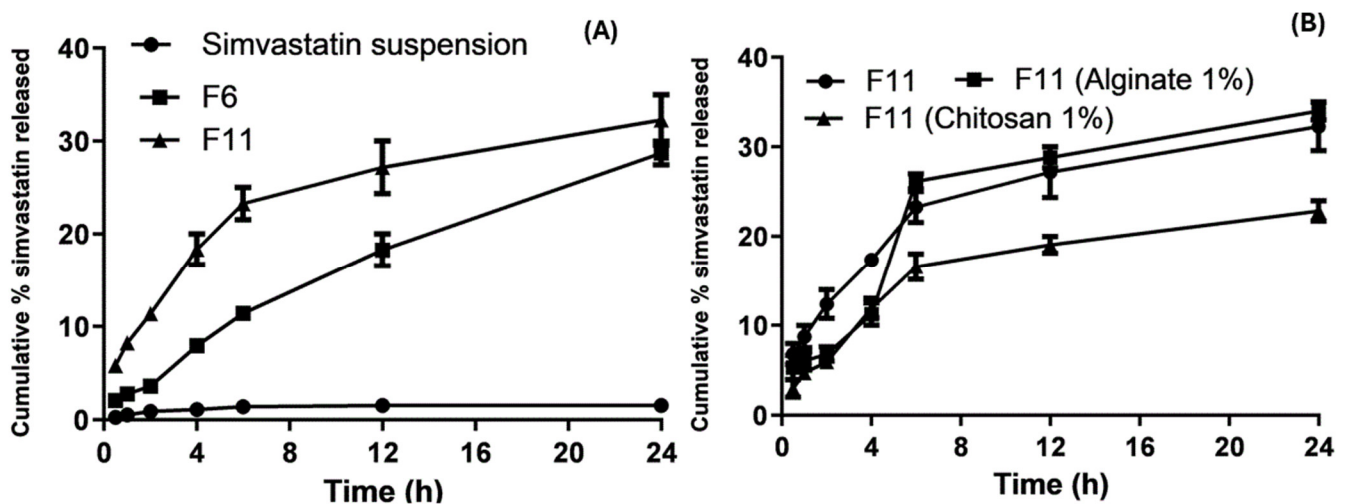 (A)
Simvastatin suspension
F6
F11
Cumulative % simvastatin released
40
30
20
10
0
0 4 8 12 16 20 24
Time (h)
(B)
F11 F11 (Alginate 1%)
F11 (Chitosan 1%)
Cumulative % simvastatin released
40
30
20
10
0
0 4 8 12 16 20 24
Time (h)